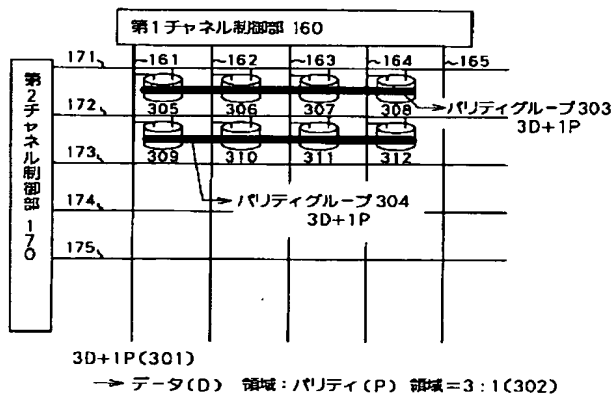 第1チャネル制御部 160
171 161 162 163 164 165
第2チャネル制御部 170
305 306 307 308
パリティグループ303
3D+1P
172
309 310 311 312
173
パリティグループ304
3D+1P
174
175
3D+1P(301)
→ データ(D) 領域:パリティ(P) 領域=3:1(302)